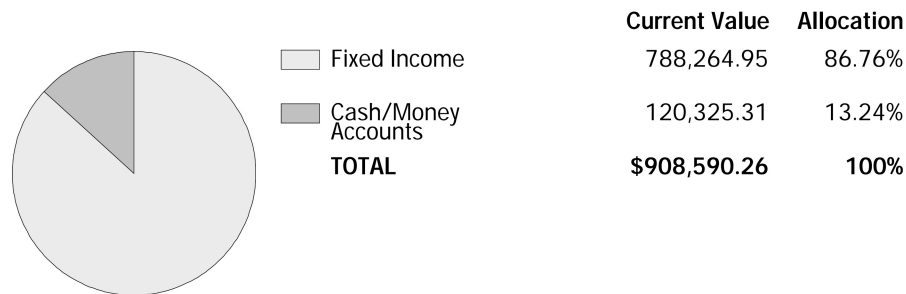 Current Value Allocation
Fixed Income 788,264.95 86.76%
Cash/Money 120,325.31 13.24%
Accounts
TOTAL $908,590.26 100%